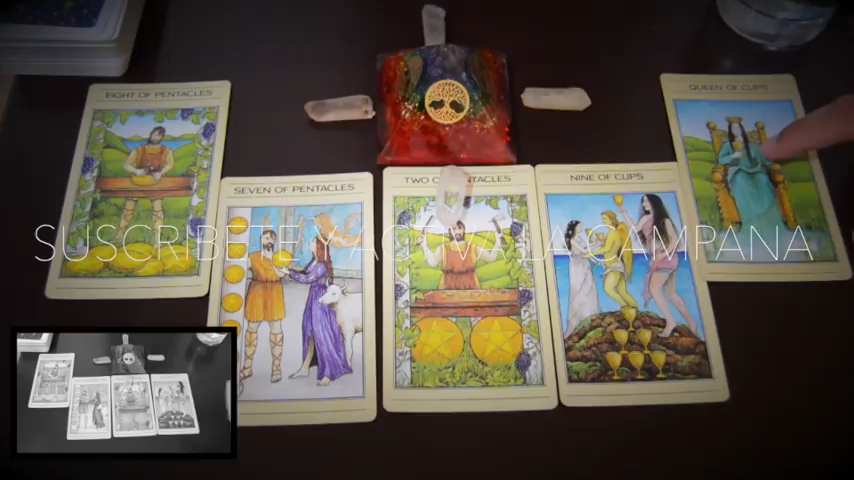 EIGHT OF PENTACLES
QUEEN OF CUPS
SEVEN OF PENTACLES
TWO OF PENTACLES
NINE OF CUPS
SUSCRIBETE Y ACTIVA LA CAMPANA